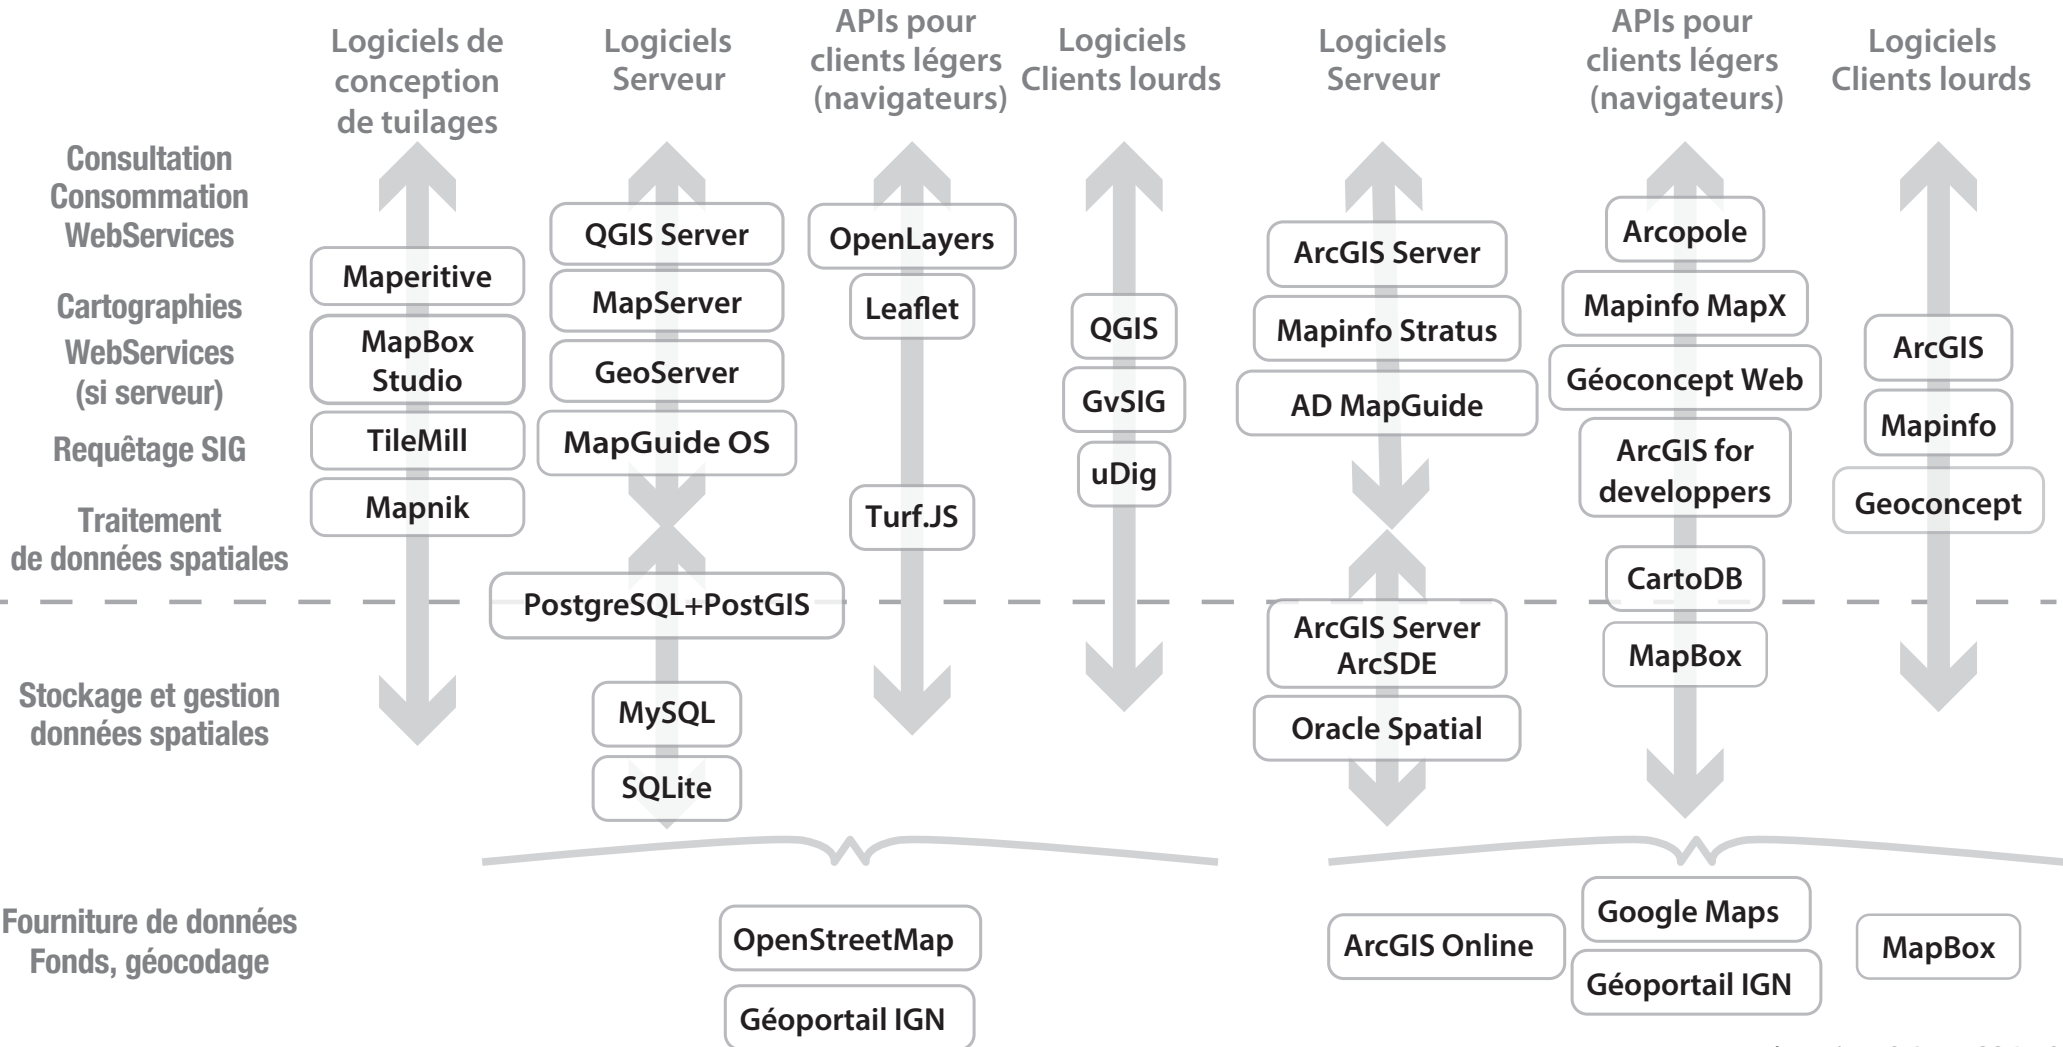 Logiciels de
conception
de tuilages
Logiciels
Serveur
APIs pour
clients légers
(navigateurs)
Logiciels
Clients lourds
Logiciels
Serveur
APIs pour
clients légers
(navigateurs)
Logiciels
Clients lourds
Consultation
Consommation
WebServices
Cartographies
WebServices
(si serveur)
Requêtage SIG
Traitement
de données spatiales
Stockage et gestion
données spatiales
Fourniture de données
Fonds, géocodage
Maperitive
MapBox
Studio
TileMill
Mapnik
QGIS Server
MapServer
GeoServer
MapGuide OS
PostgreSQL+PostGIS
MySQL
SQLite
OpenLayers
Leaflet
Turf.JS
QGIS
GvSIG
uDig
ArcGIS Server
Mapinfo Stratus
AD MapGuide
ArcGIS Server
ArcSDE
Oracle Spatial
Arcopole
Mapinfo MapX
Géoconcept Web
ArcGIS for
developpers
CartoDB
MapBox
ArcGIS
Mapinfo
Geoconcept
OpenStreetMap
Géoportail IGN
ArcGIS Online
Google Maps
Géoportail IGN
MapBox